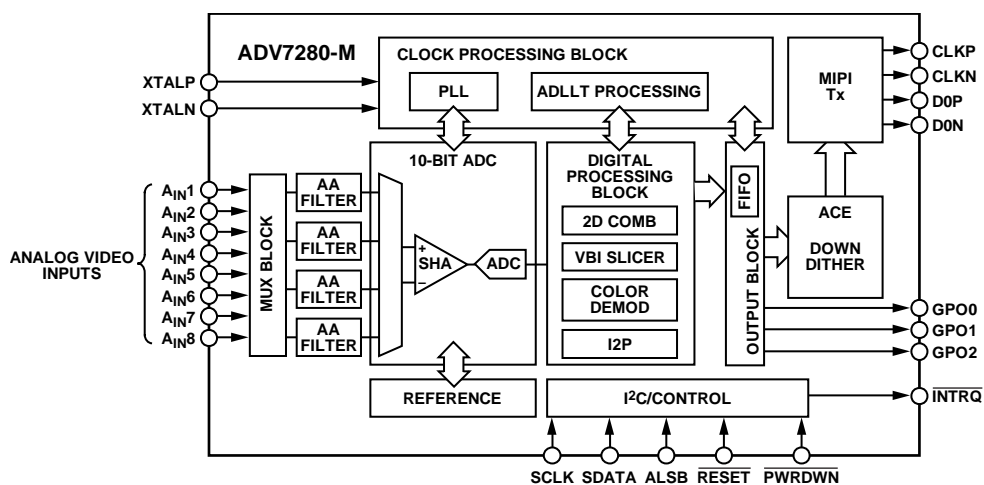 ADV7280-M
CLOCK PROCESSING BLOCK
PLL
ADLLT PROCESSING
XTALP
XTALN
MIPI
Tx
CLKP
CLKN
D0P
D0N
10-BIT ADC
DIGITAL
PROCESSING
BLOCK
2D COMB
VBI SLICER
COLOR
DEMOD
I2P
FIFO
OUTPUT BLOCK
ACE
DOWN
DITHER
ANALOG VIDEO
INPUTS
AIN1
AIN2
AIN3
AIN4
AIN5
AIN6
AIN7
AIN8
MUX BLOCK
AA
FILTER
AA
FILTER
AA
FILTER
AA
FILTER
+
SHA
–
ADC
GPO0
GPO1
GPO2
REFERENCE
I2C/CONTROL
INTRQ
SCLK
SDATA
ALSB
RESET
PWRDWN